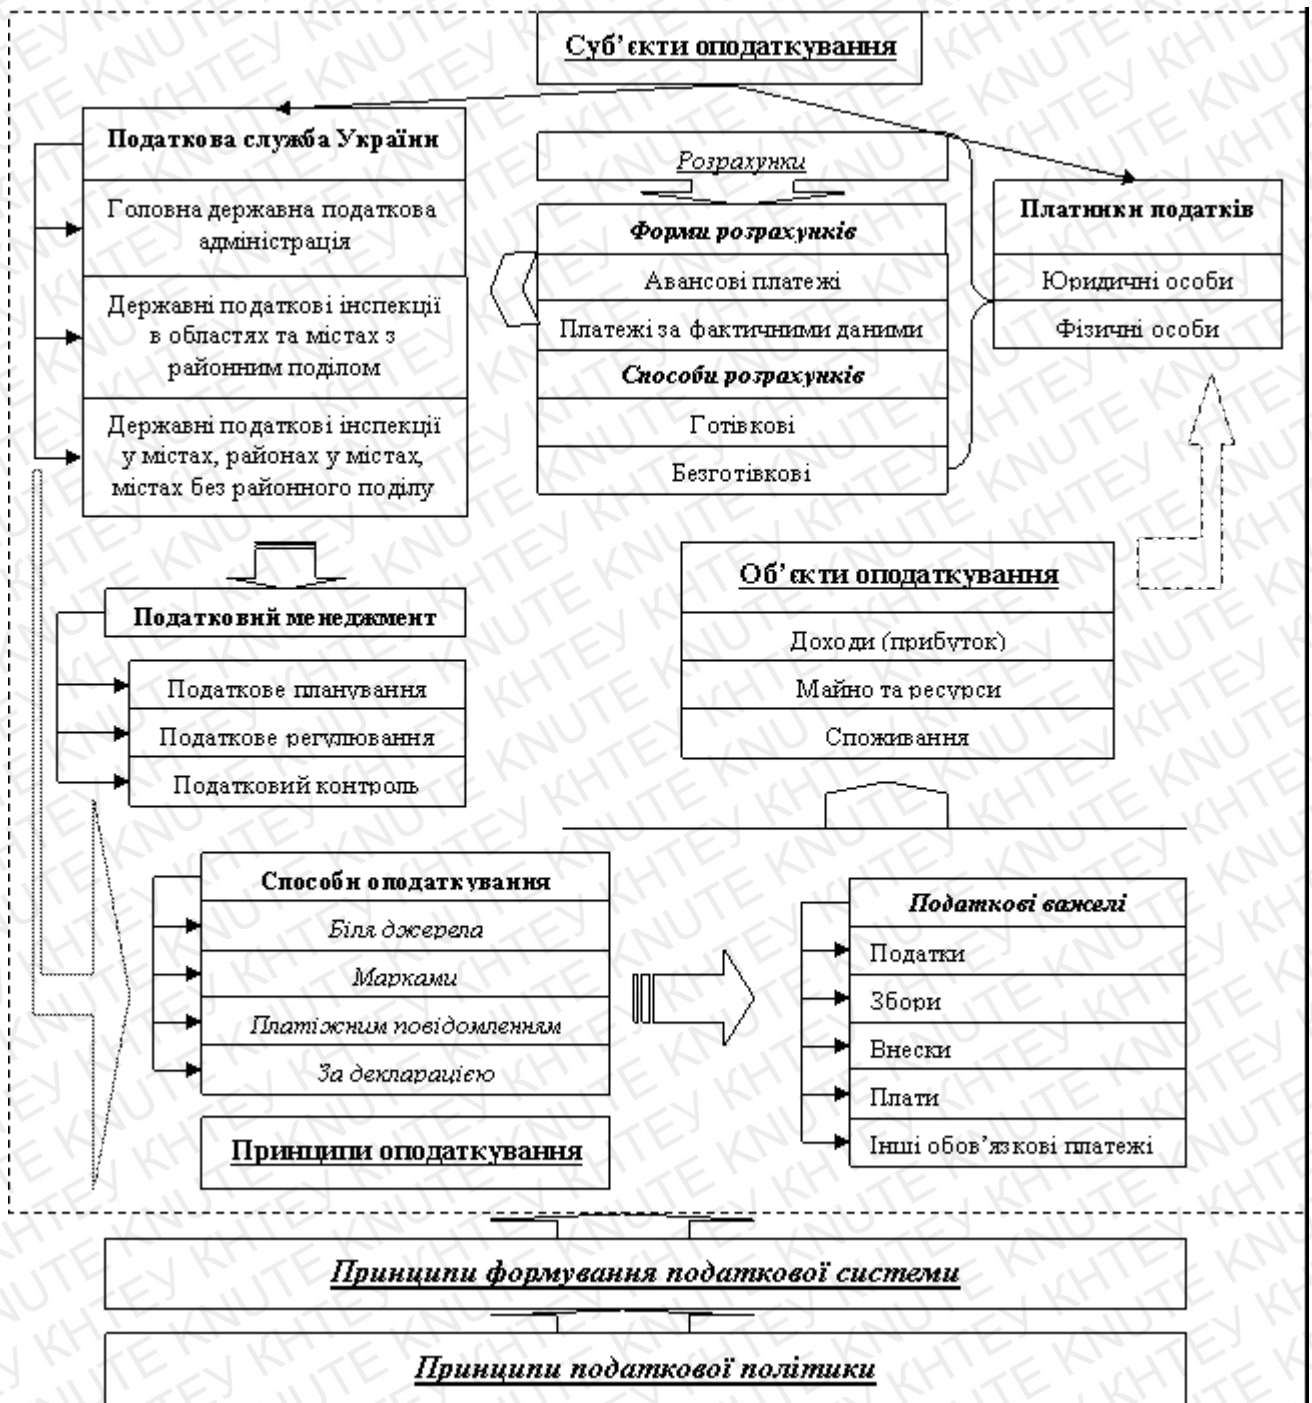 Суб’єкти оподаткування
Податкова служба України
Головна державна податкова
адміністрація
Державні податкові інспекції
в областях та містах з
районним поділом
Державні податкові інспекції
у містах, районах у містах,
містах без районного поділу
Розрахунки
Форми розрахунків
Авансові платежі
Платежі за фактичними даними
Способи розрахунків
Готівкові
Безготівкові
Платники податків
Юридичні особи
Фізичні особи
Податковий менеджмент
Податкове планування
Податкове регулювання
Податковий контроль
Об’єкти оподаткування
Доходи (прибуток)
Майно та ресурси
Споживання
Способи оподаткування
Біля джерела
Марками
Платіжним повідомленням
За декларацією
Принципи оподаткування
Податкові важелі
Податки
Збори
Внески
Плати
Інші обов’язкові платежі
Принципи формування податкової системи
Принципи податкової політики